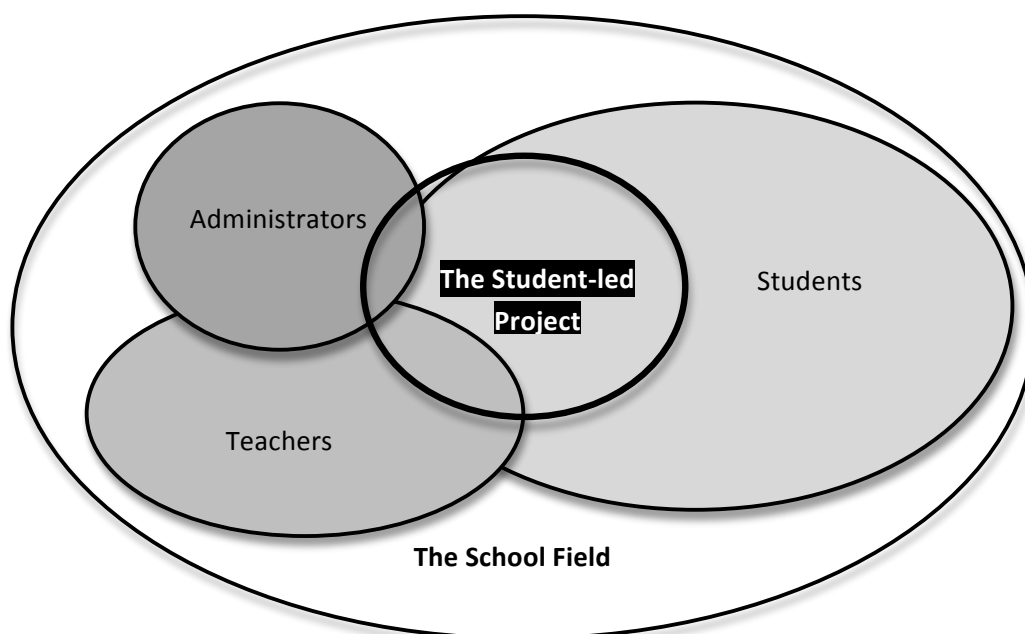 Administrators
The Student-led
Project
Students
Teachers
The School Field